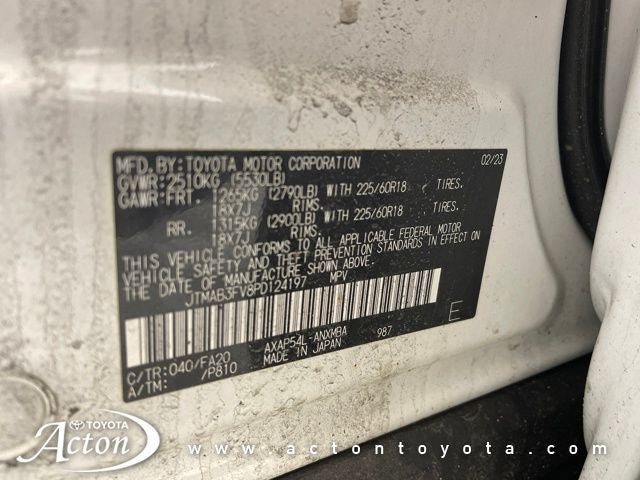 MFD.BY:TOYOTA MOTOR CORPORATION 02/23
GVWR:2510KG (5530LB)
GAWR:FRT. 1265KG (2790LB) WITH 225/60R18 TIRES.
18X7J RIMS.
RR. 1315KG (2900LB) WITH 225/60R18 TIRES.
18X7J RIMS.
THIS VEHICLE CONFORMS TO ALL APPLICABLE FEDERAL MOTOR
VEHICLE SAFETY AND THEFT PREVENTION STANDARDS IN EFFECT ON
THE DATE OF MANUFACTURE SHOWN ABOVE.
JTMAB3FV8PD124197 MPV
C/TR:040/FA20 AXAP54L-ANXMBA 987 E
A/TM: /P810 MADE IN JAPAN
TOYOTA
Acton
www.actontoyota.com